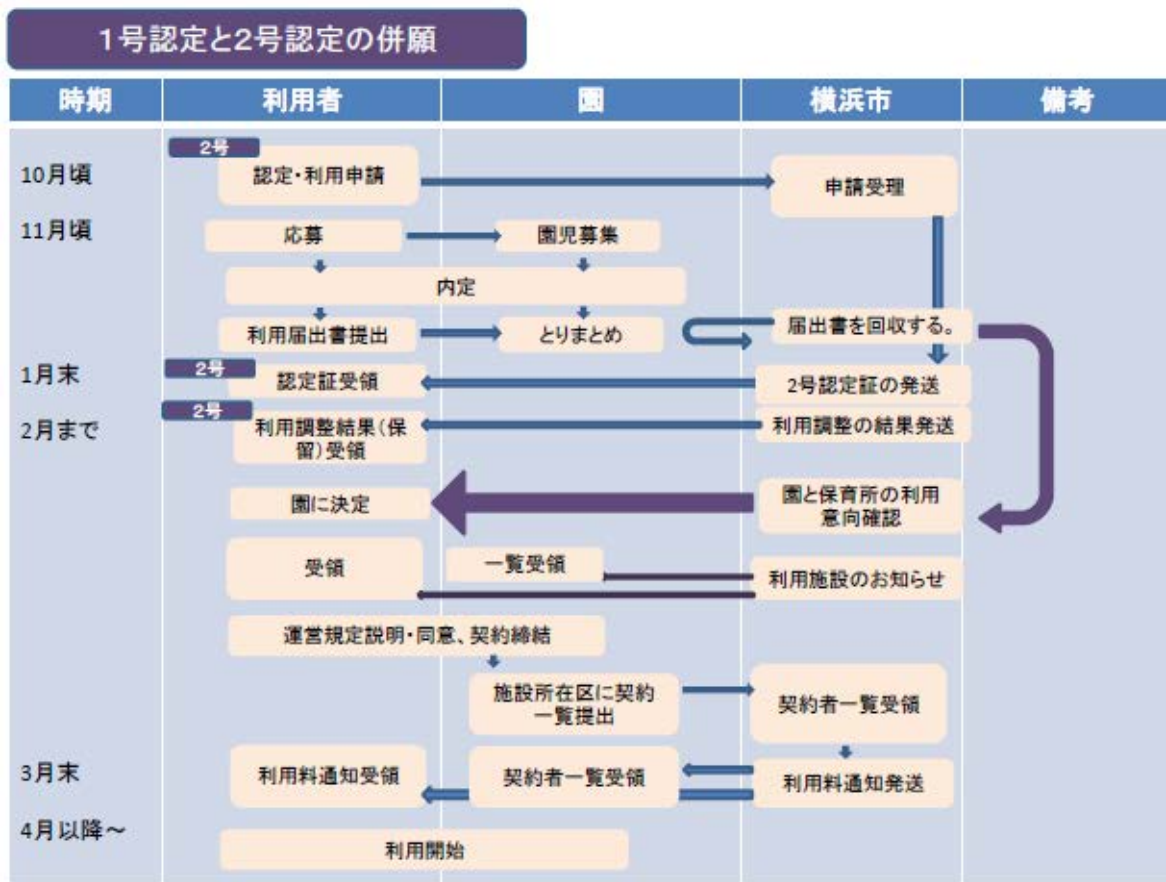 1号認定と2号認定の併願
時期 利用者 園 横浜市 備考
2号
10月頃 認定・利用申請 申請受理
11月頃 応募 園児募集
内定
利用届出書提出 とりまとめ 届出書を回収する。
2号
1月末 認定証受領 2号認定証の発送
2号
2月まで 利用調整結果(保 利用調整の結果発送
留)受領
園に決定 園と保育所の利用
意向確認
受領 一覧受領 利用施設のお知らせ
運営規定説明・同意、契約締結
施設所在区に契約
一覧提出 契約者一覧受領
3月末 利用料通知受領 契約者一覧受領 利用料通知発送
4月以降～
利用開始